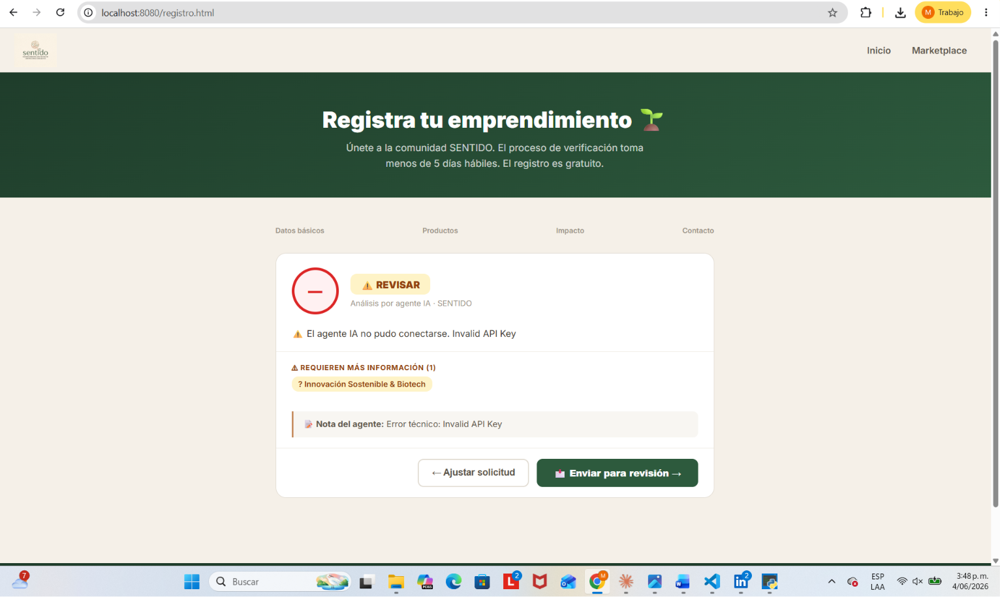 localhost:8080/registro.html
M Trabajo
sentido
Inicio
Marketplace
Registra tu emprendimiento
Únete a la comunidad SENTIDO. El proceso de verificación toma
menos de 5 días hábiles. El registro es gratuito.
Datos básicos
Productos
Impacto
Contacto
REVISAR
Análisis por agente IA · SENTIDO
El agente IA no pudo conectarse. Invalid API Key
REQUIEREN MÁS INFORMACIÓN (1)
? Innovación Sostenible & Biotech
Nota del agente: Error técnico: Invalid API Key
← Ajustar solicitud
Enviar para revisión →
7
Buscar
M365
L 2
M
2
ESP
LAA
3:48 p. m.
4/06/2026